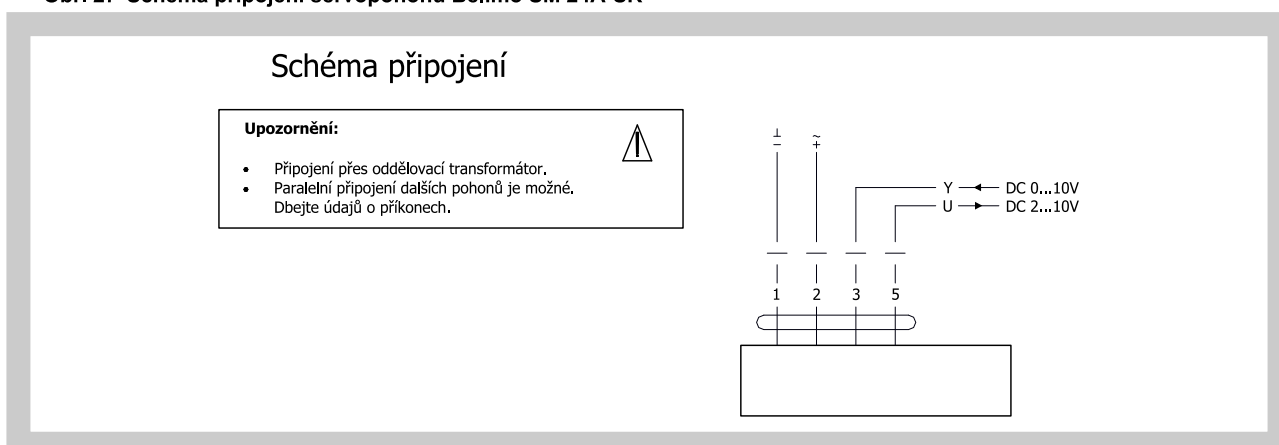 Schéma připojení
Upozornění:
• Připojení přes oddělovací transformátor.
• Paralelní připojení dalších pohonů je možné.
Dbejte údajů o příkonech.
⊥ ~
− +
Y DC 0...10V
U DC 2...10V
1 2 3 5